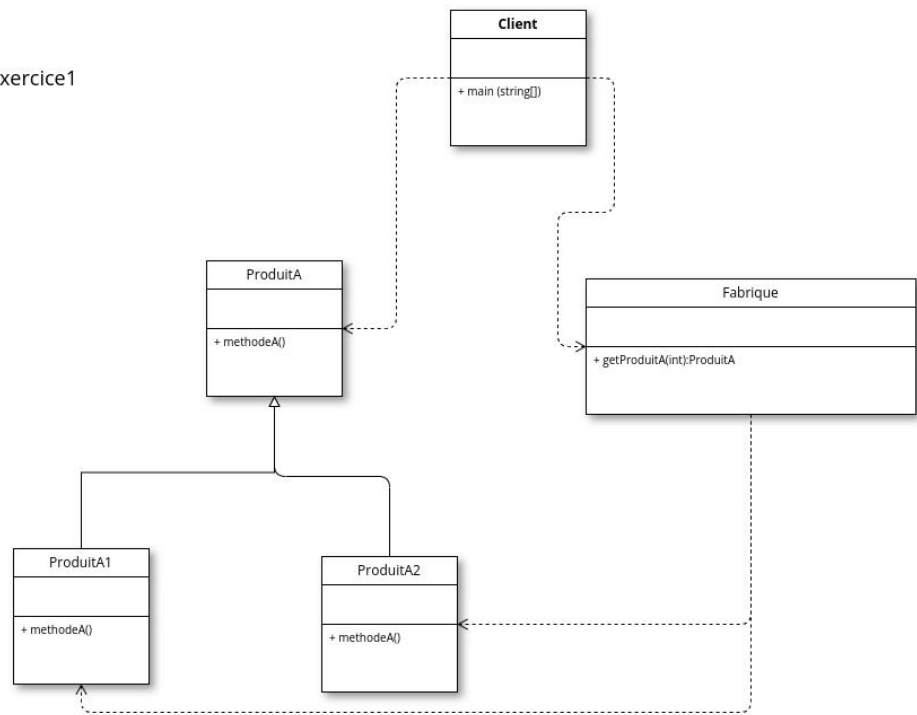 Client
xercice1
+ main (string[])
ProduitA
Fabrique
+ methodeA()
+ getProduitA(int):ProduitA
ProduitA1
ProduitA2
+ methodeA()
+ methodeA()